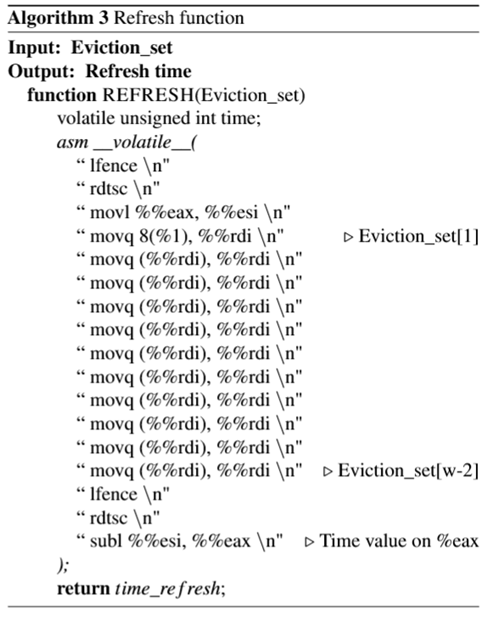 Algorithm 3 Refresh function
Input: Eviction_set
Output: Refresh time
function REFRESH(Eviction_set)
volatile unsigned int time;
asm __volatile__(
“ lfence \n"
“ rdtsc \n"
“ movl %%eax, %%esi \n"
“ movq 8(%1), %%rdi \n" ▷ Eviction_set[1]
“ movq (%%rdi), %%rdi \n"
“ movq (%%rdi), %%rdi \n"
“ movq (%%rdi), %%rdi \n"
“ movq (%%rdi), %%rdi \n"
“ movq (%%rdi), %%rdi \n"
“ movq (%%rdi), %%rdi \n"
“ movq (%%rdi), %%rdi \n"
“ movq (%%rdi), %%rdi \n"
“ movq (%%rdi), %%rdi \n"
“ movq (%%rdi), %%rdi \n" ▷ Eviction_set[w-2]
“ lfence \n"
“ rdtsc \n"
“ subl %%esi, %%eax \n" ▷ Time value on %eax
);
return time_refresh;